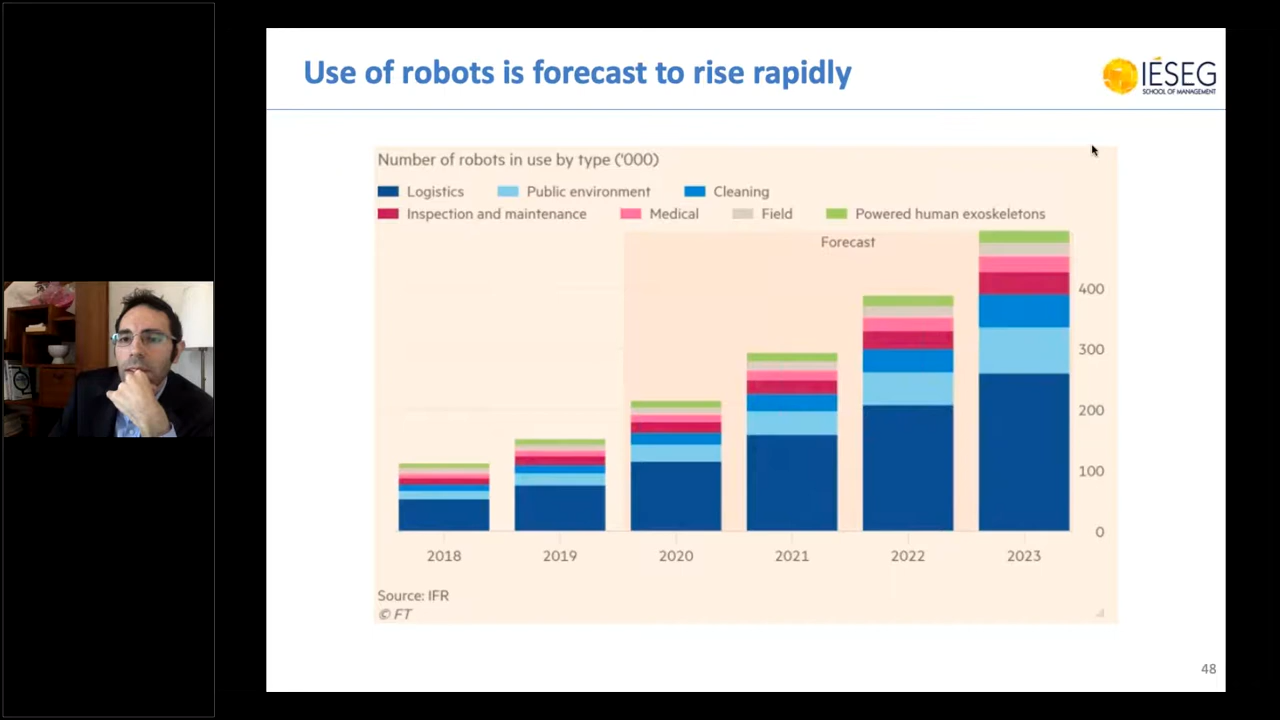 Use of robots is forecast to rise rapidly
IÉSEG
SCHOOL OF MANAGEMENT
Number of robots in use by type ('000)
Logistics Public environment Cleaning
Inspection and maintenance Medical Field Powered human exoskeletons
Forecast
400
300
200
100
0
2018 2019 2020 2021 2022 2023
Source: IFR
© FT
48